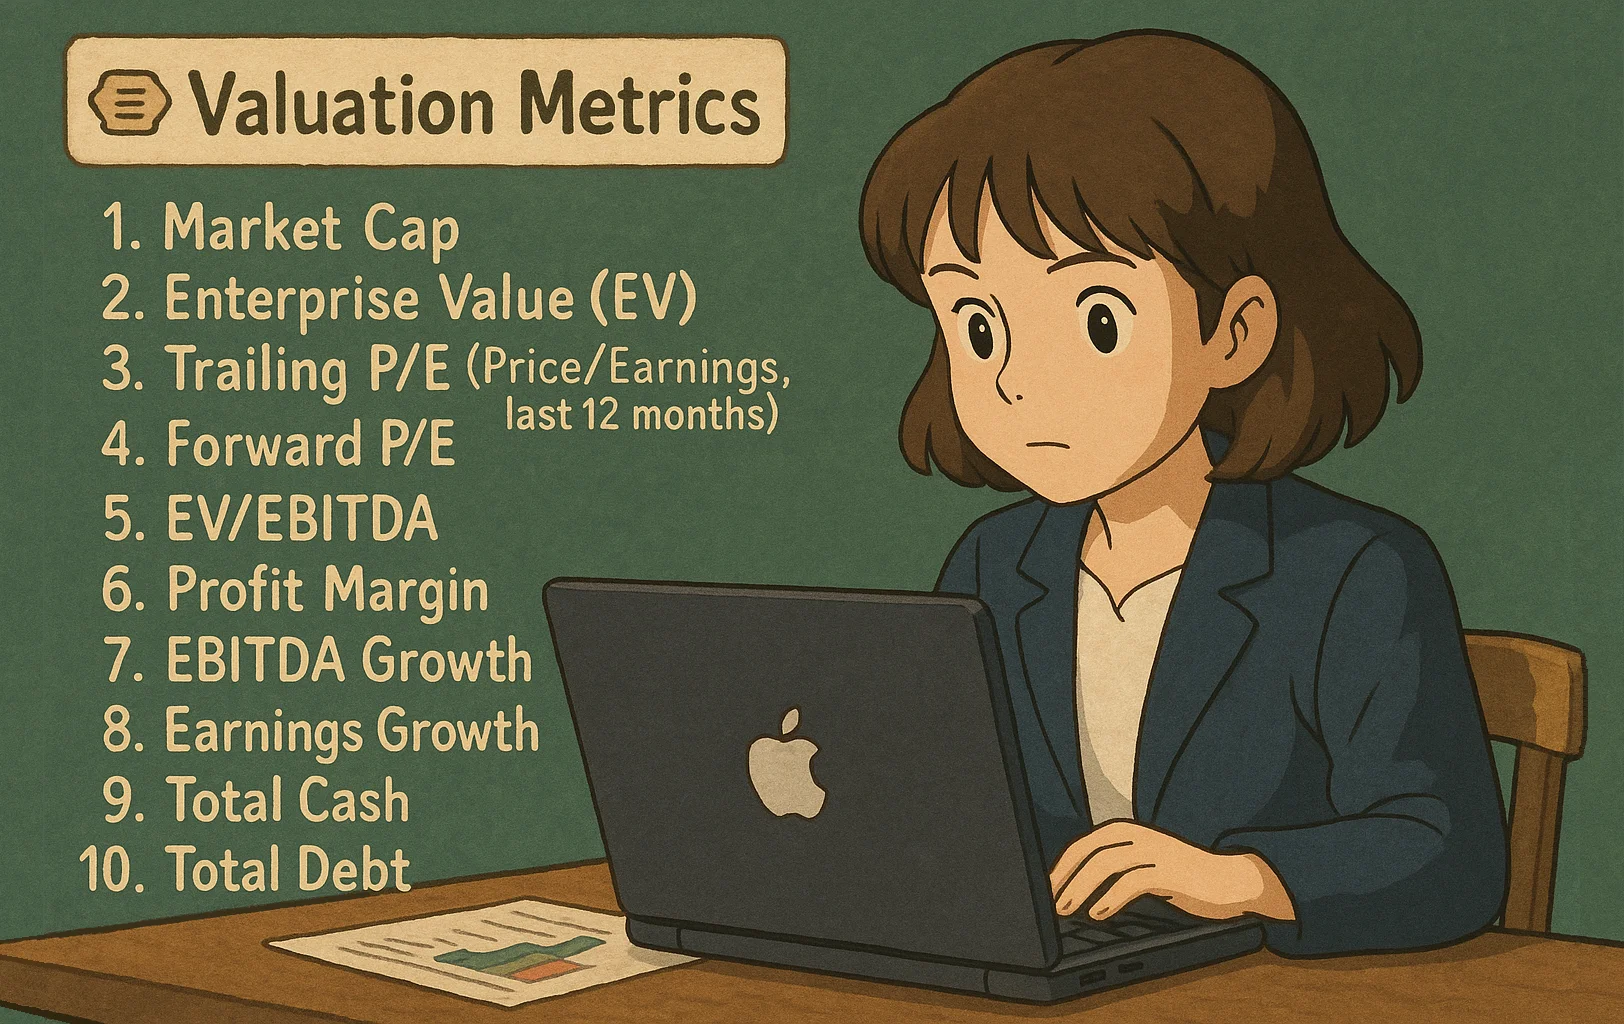 Valuation Metrics
1. Market Cap
2. Enterprise Value (EV)
3. Trailing P/E (Price/Earnings,
last 12 months)
4. Forward P/E
5. EV/EBITDA
6. Profit Margin
7. EBITDA Growth
8. Earnings Growth
9. Total Cash
10. Total Debt